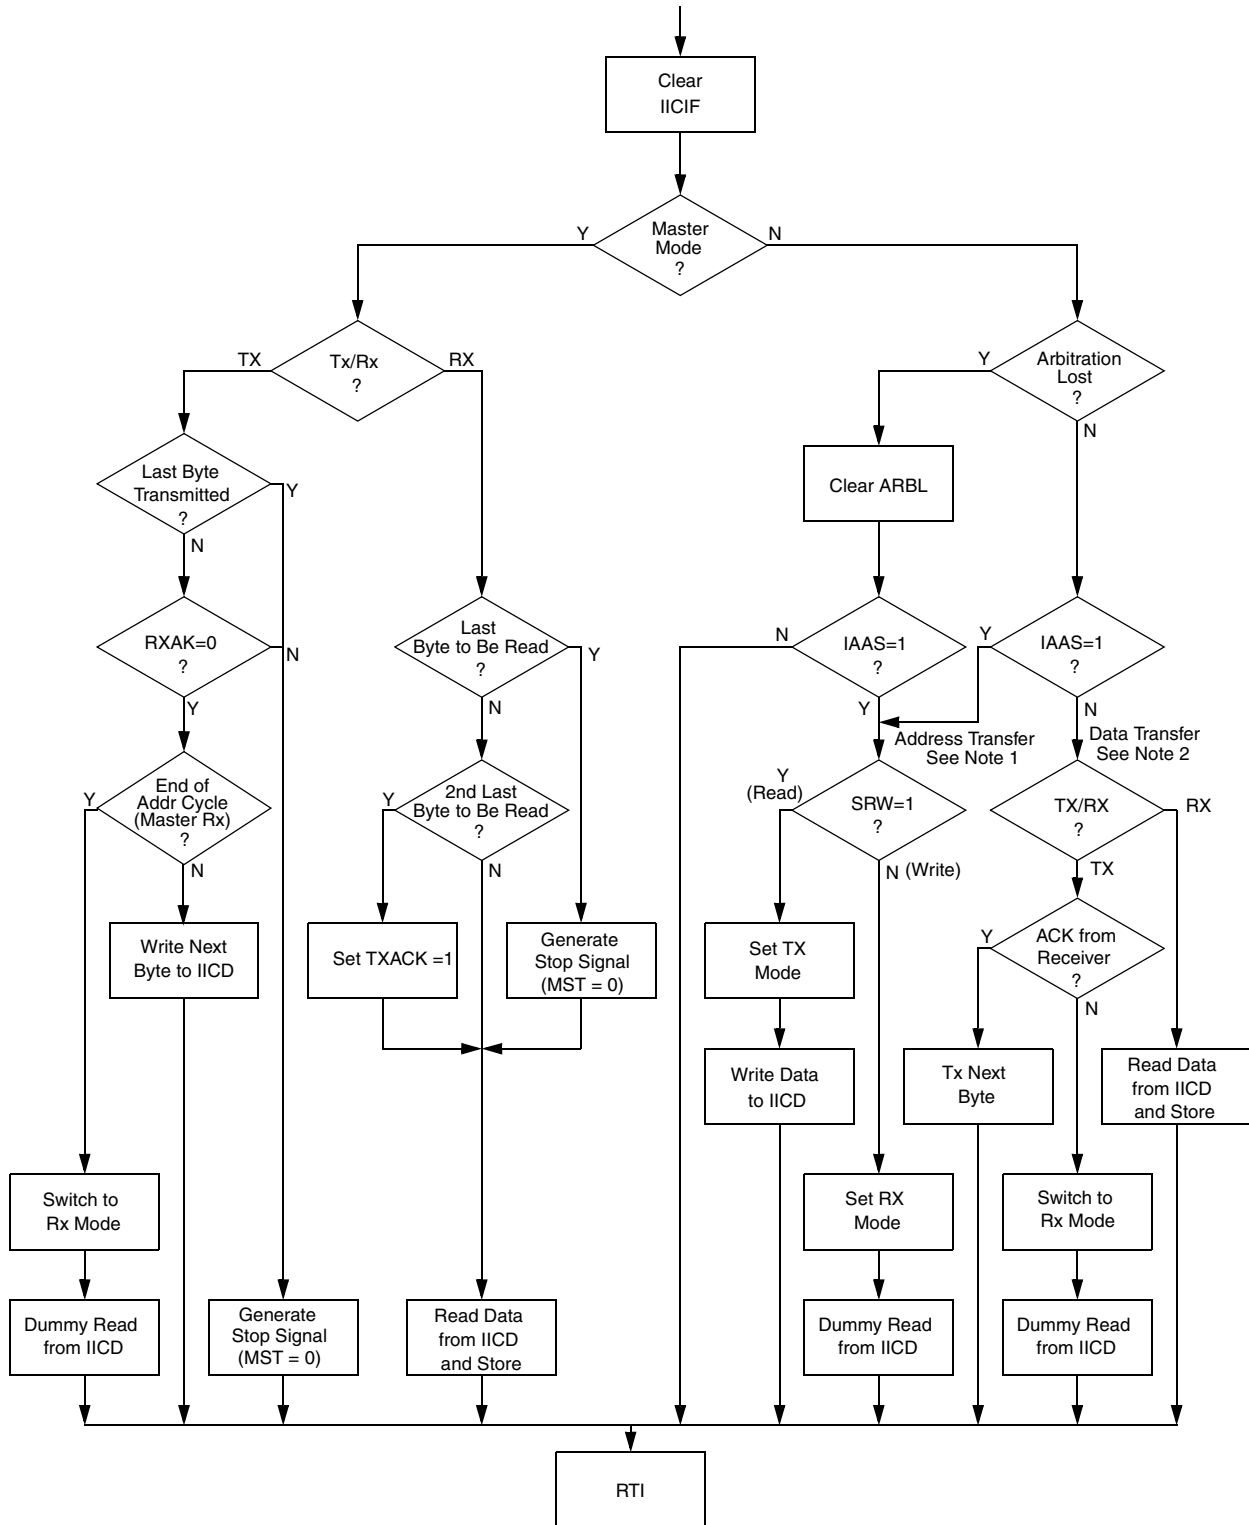 Clear
IICIF
Master
Mode
?
Y
N
Tx/Rx
?
TX
RX
Arbitration
Lost
?
Y
N
Last Byte
Transmitted
?
Y
N
Clear ARBL
RXAK=0
?
N
Y
Last
Byte to Be Read
?
Y
N
IAAS=1
?
N
Y
IAAS=1
?
Y
N
Address Transfer
See Note 1
Data Transfer
See Note 2
End of
Addr Cycle
(Master Rx)
?
Y
N
2nd Last
Byte to Be Read
?
Y
N
Y
(Read)
SRW=1
?
N (Write)
TX/RX
?
RX
TX
Write Next
Byte to IICD
Set TXACK =1
Generate
Stop Signal
(MST = 0)
Set TX
Mode
ACK from
Receiver
?
Y
N
Write Data
to IICD
Tx Next
Byte
Read Data
from IICD
and Store
Switch to
Rx Mode
Set RX
Mode
Switch to
Rx Mode
Dummy Read
from IICD
Generate
Stop Signal
(MST = 0)
Read Data
from IICD
and Store
Dummy Read
from IICD
Dummy Read
from IICD
RTI